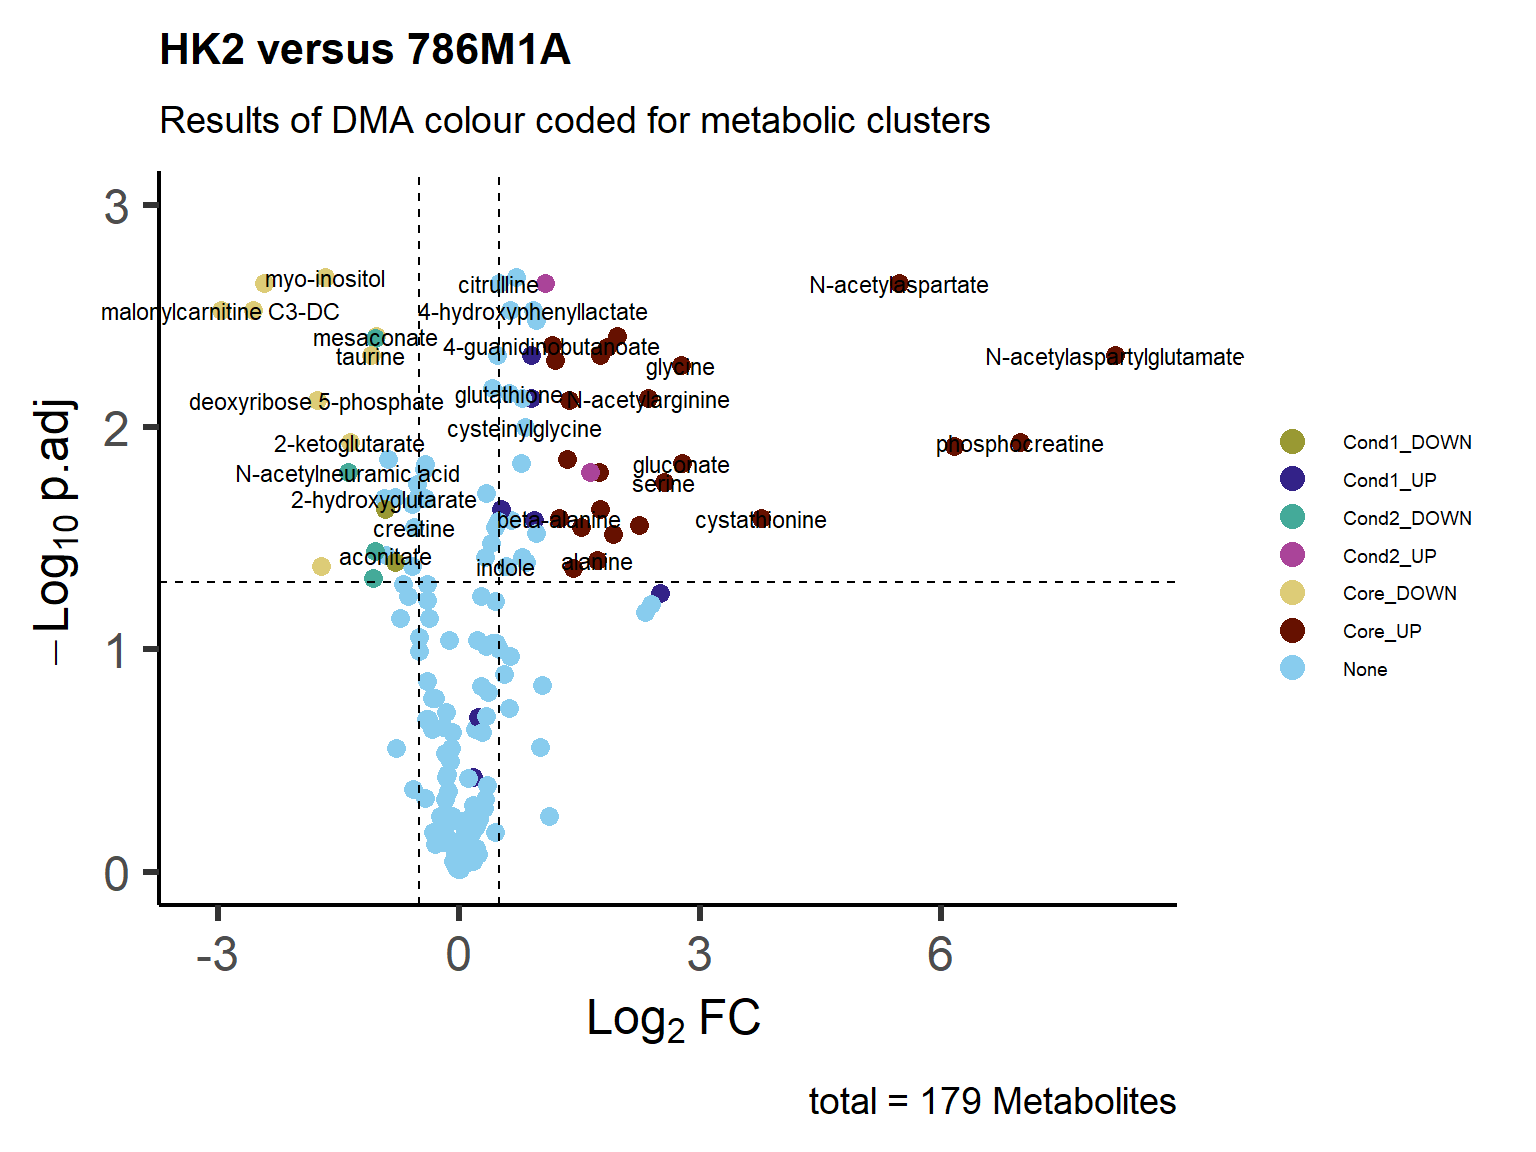 HK2 versus 786M1A
Results of DMA colour coded for metabolic clusters
−Log10 p.adj
3
2
1
0
myo-inositol
citrulline
N-acetylaspartate
malonylcarnitine C3-DC
4-hydroxyphenyllactate
mesaconate
taurine
4-guanidinobutanoate
glycine
N-acetylaspartylglutamate
deoxyribose 5-phosphate
glutathione
N-acetylarginine
2-ketoglutarate
cysteinylglycine
phosphocreatine
N-acetylneuramic acid
gluconate
serine
2-hydroxyglutarate
creatine
beta-alanine
cystathionine
aconitate
indole
alanine
-3
0
3
6
Log2 FC
Cond1_DOWN
Cond1_UP
Cond2_DOWN
Cond2_UP
Core_DOWN
Core_UP
None
total = 179 Metabolites